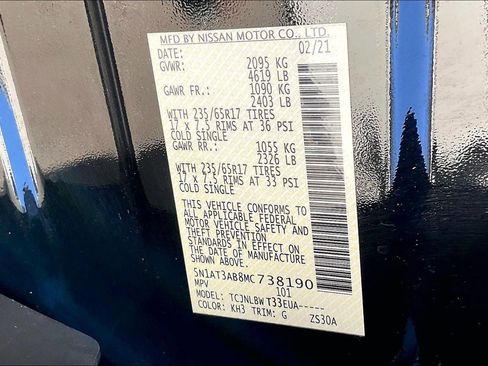 MFD BY NISSAN MOTOR CO., LTD.
DATE: 02/21
GVWR: 2095 KG
4619 LB
GAWR FR.: 1090 KG
2403 LB
WITH 235/65R17 TIRES
17 x 7.5 RIMS AT 36 PSI
COLD SINGLE
GAWR RR.: 1055 KG
2326 LB
WITH 235/65R17 TIRES
17 x 7.5 RIMS AT 33 PSI
COLD SINGLE
THIS VEHICLE CONFORMS TO
ALL APPLICABLE FEDERAL
MOTOR VEHICLE SAFETY AND
THEFT PREVENTION
STANDARDS IN EFFECT ON
THE DATE OF MANUFACTURE
SHOWN ABOVE.
5N1AT3AB8MC738190
MPV 101
MODEL: TCJNLBW T33EUA-----
COLOR: KH3 TRIM: G ZS30A